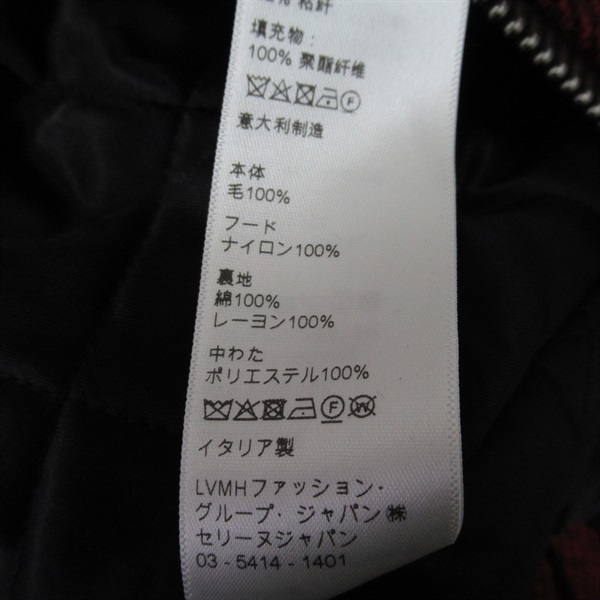 粘纤
填充物：
100% 聚酯纤维
意大利制造
本体
毛100%
フード
ナイロン100%
裏地
綿100%
レーヨン100%
中わた
ポリエステル100%
イタリア製
LVMHファッション・
グループ・ジャパン㈱
セリーヌジャパン
03 - 5414 - 1401